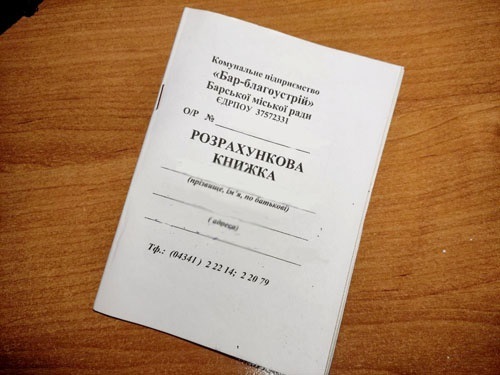 Комунальне підприємство
«Бар-благоустрій»
Барської міської ради
ЄДРПОУ 37572331
О/Р №
РОЗРАХУНКОВА
КНИЖКА
(прізвище, ім'я, по батькові)
( адреса)
Тф.: (04341 ) 2 22 14; 2 20 79